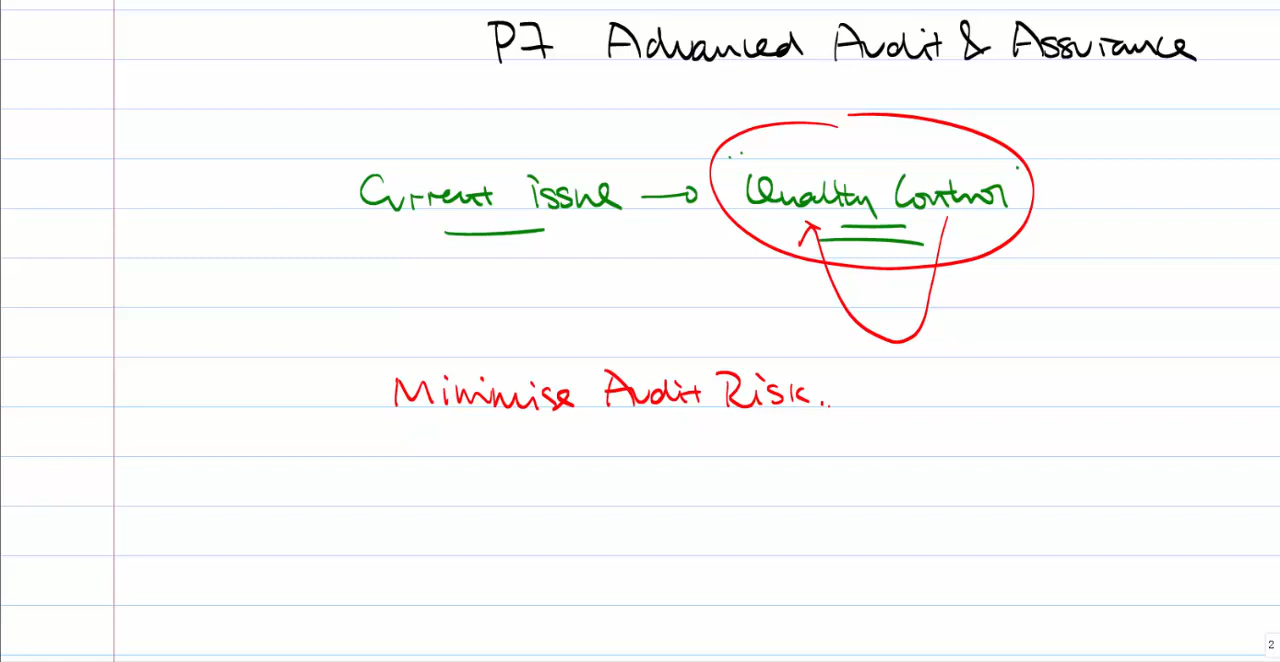 P7 Advanced Audit & Assurance
Current issue → Quality Control
Minimise Audit Risk.
2